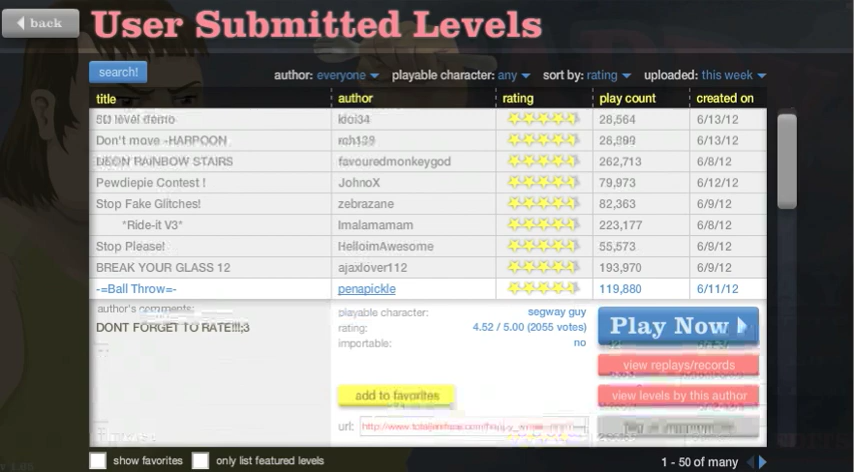 back
User Submitted Levels
search!
author: everyone playable character: any sort by: rating uploaded: this week
title author rating play count created on
5D level demo kloi34 28,564 6/13/12
Don't move -HARPOON 6/13/12
RAINBOW STAIRS favouredmonkeygod 262,713 6/8/12
Pewdiepie Contest ! JohnoX 79,973 6/12/12
Stop Fake Glitches! zebrazane 82,363 6/9/12
*Ride-it V3* lmalamamam 223,177 6/8/12
Stop Please! HelloimAwesome 55,573 6/9/12
BREAK YOUR GLASS 12 ajaxlover112 193,970 6/9/12
-=Ball Throw=- penapickle 119,880 6/11/12
author's comments:
DONT FORGET TO RATE!!!;3
playable character: segway guy
rating: 4.52 / 5.00 (2055 votes)
importable: no
Play Now
view replays/records
view levels by this author
add to favorites
url:
show favorites only list featured levels 1 - 50 of many